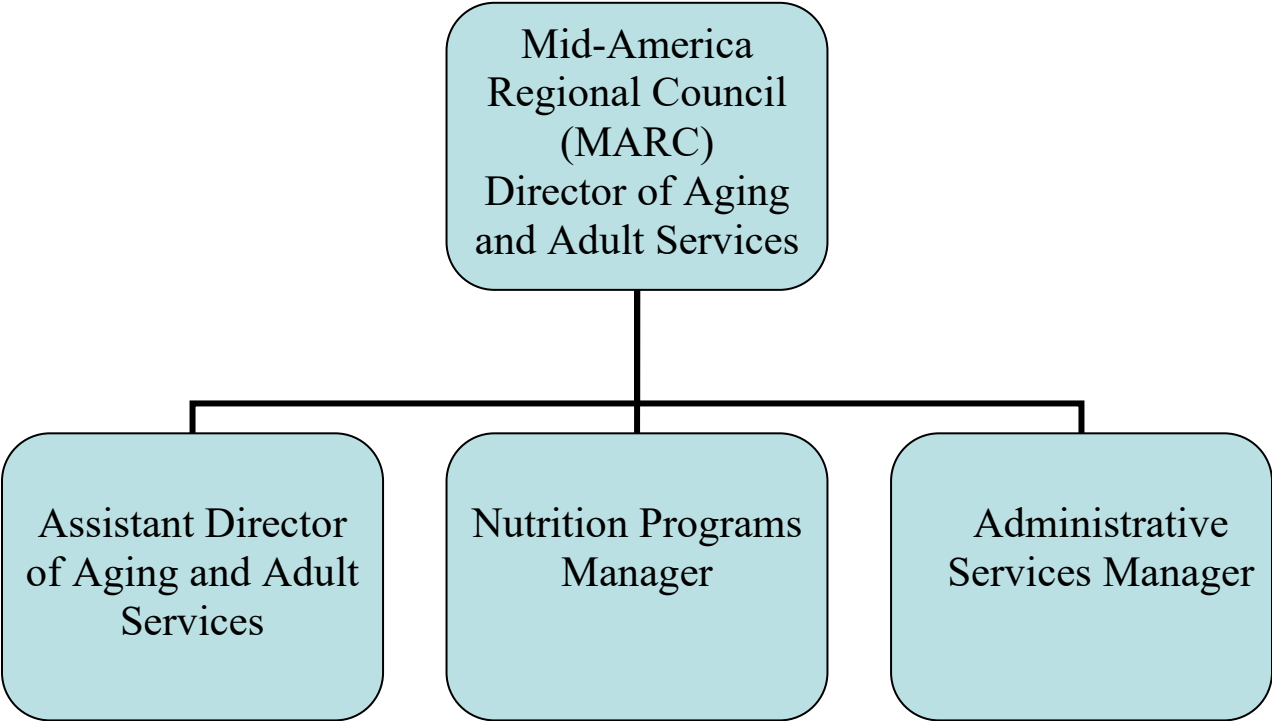 Mid-America
Regional Council
(MARC)
Director of Aging
and Adult Services
Assistant Director
of Aging and Adult
Services
Nutrition Programs
Manager
Administrative
Services Manager